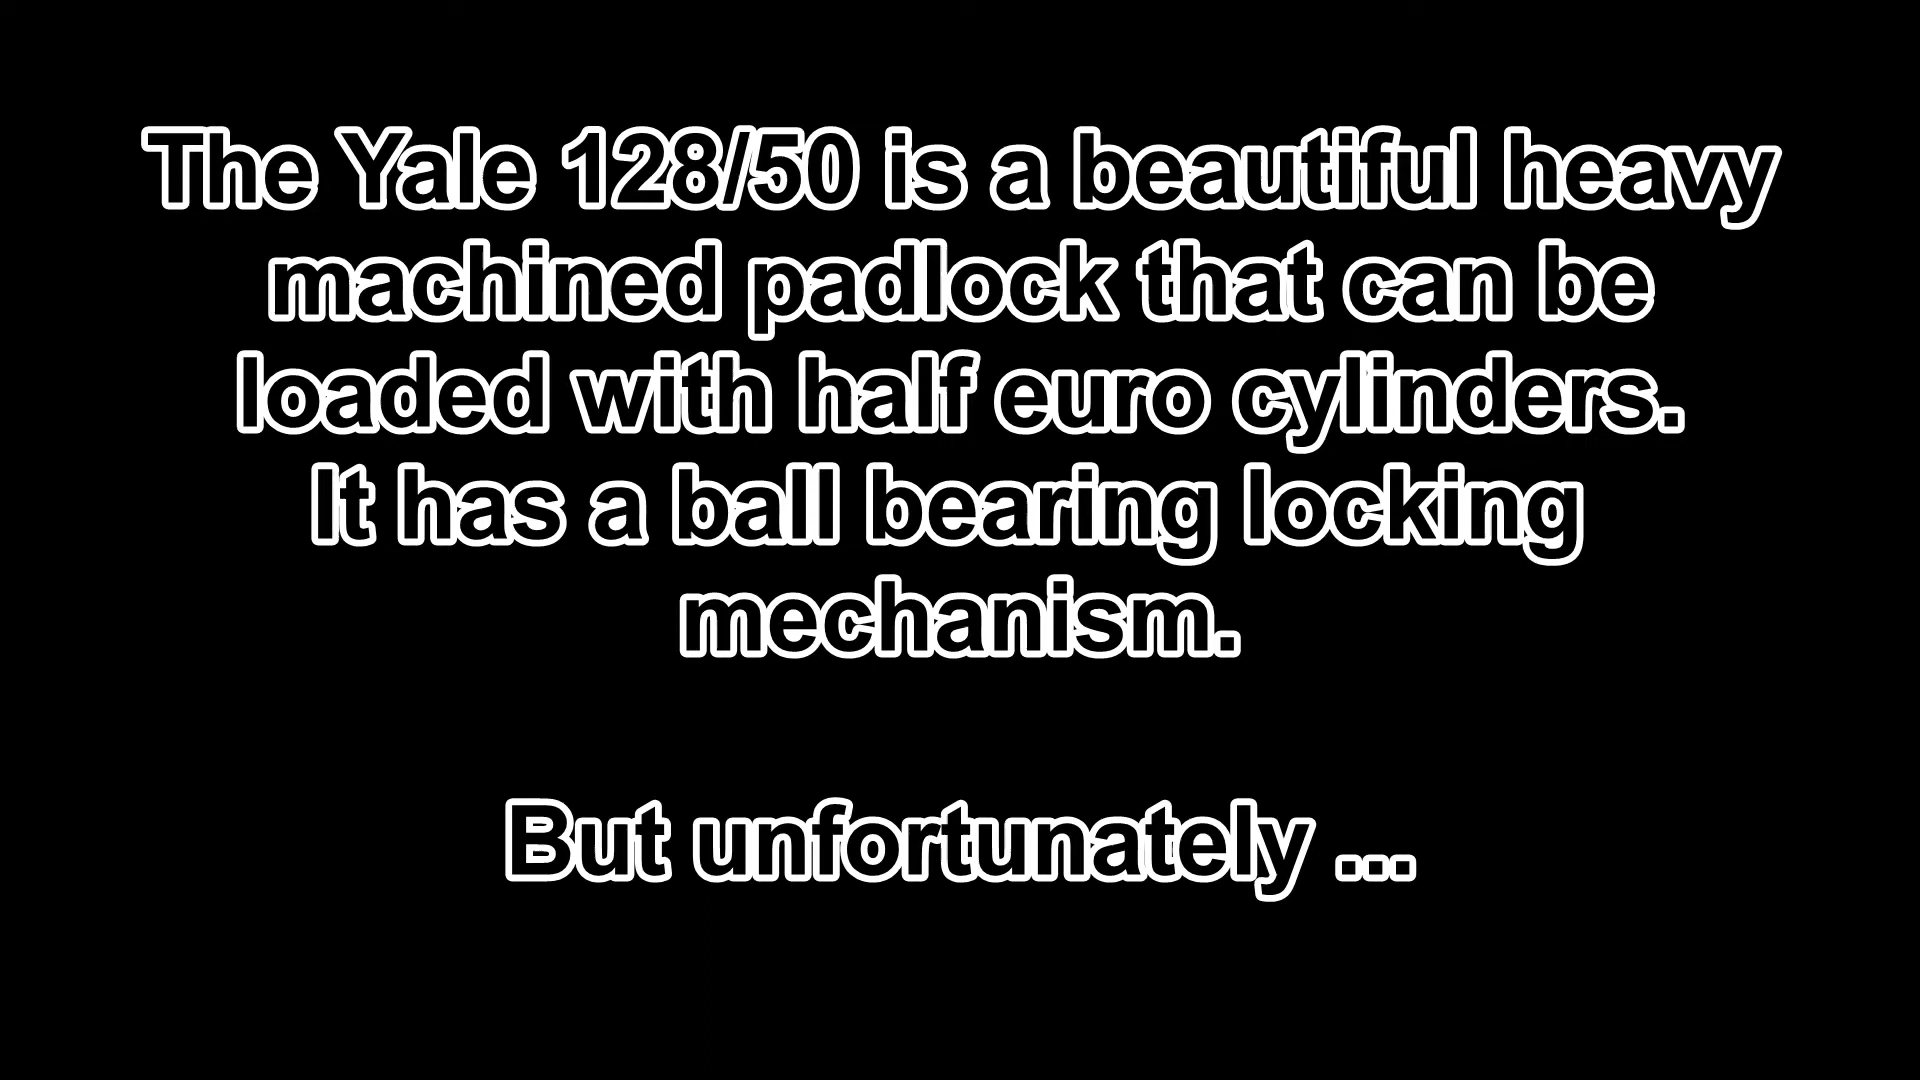 The Yale 128/50 is a beautiful heavy
machined padlock that can be
loaded with half euro cylinders.
It has a ball bearing locking
mechanism.
But unfortunately ...